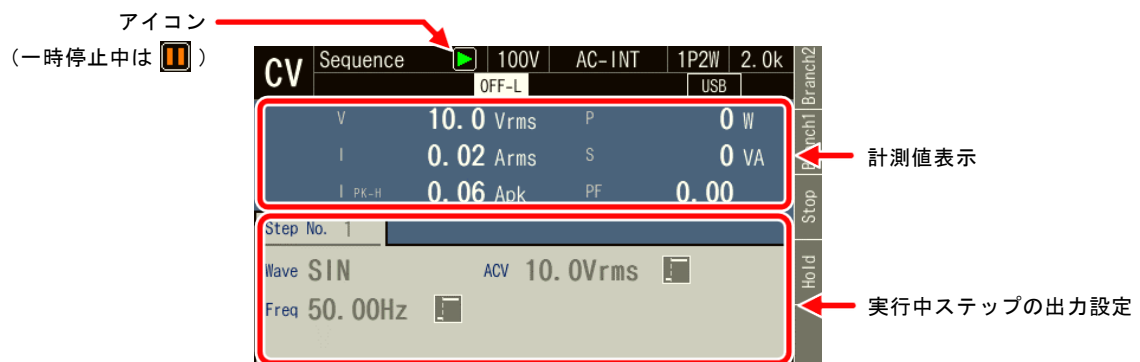 アイコン
(一時停止中は )
CV Sequence 100V AC-INT 1P2W 2.0k
OFF-L USB
V 10.0 Vrms P 0 W
I 0.02 Arms S 0 VA
I PK-H 0.06 Apk PF 0.00
計測値表示
Step No. 1
Wave SIN ACV 10.0Vrms
Freq 50.00Hz
実行中ステップの出力設定
Branch2
Branch1
Stop
Hold